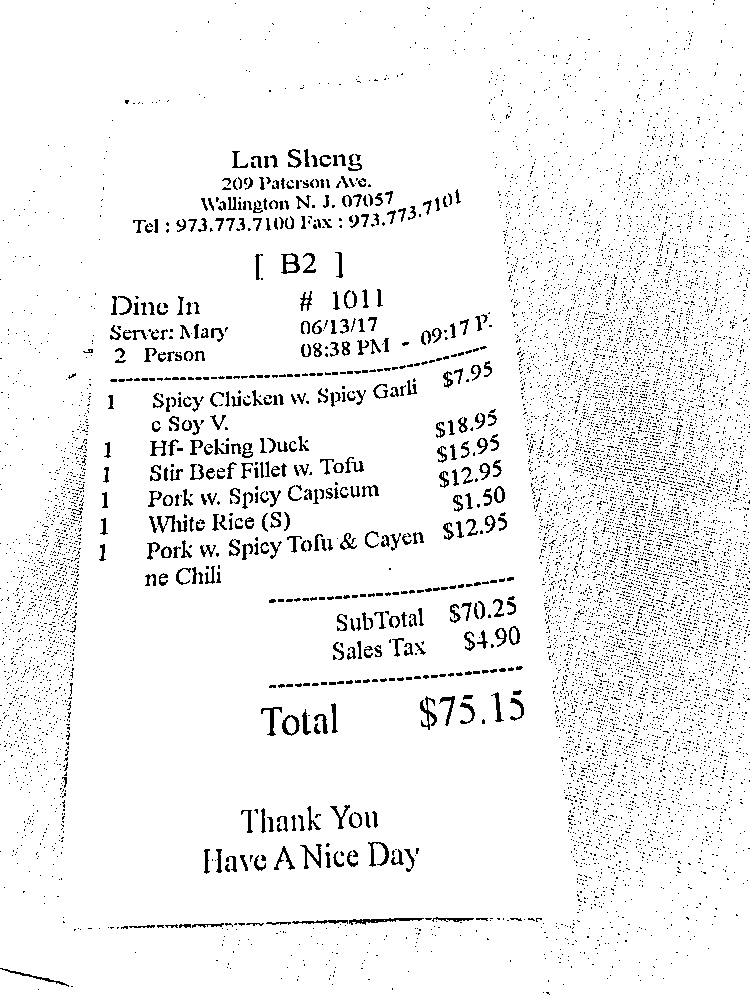 Lan Sheng
209 Paterson Ave.
Wallington N. J. 07057
Tel : 973.773.7100 Fax : 973.773.7101
[ B2 ]
Dine In # 1011
Server: Mary 06/13/17
2 Person 08:38 PM - 09:17 P.
1 Spicy Chicken w. Spicy Garli $7.95
c Soy V.
1 Hf- Peking Duck $18.95
1 Stir Beef Fillet w. Tofu $15.95
1 Pork w. Spicy Capsicum $12.95
1 White Rice (S) $1.50
1 Pork w. Spicy Tofu & Cayen $12.95
ne Chili
SubTotal $70.25
Sales Tax $4.90
Total $75.15
Thank You
Have A Nice Day